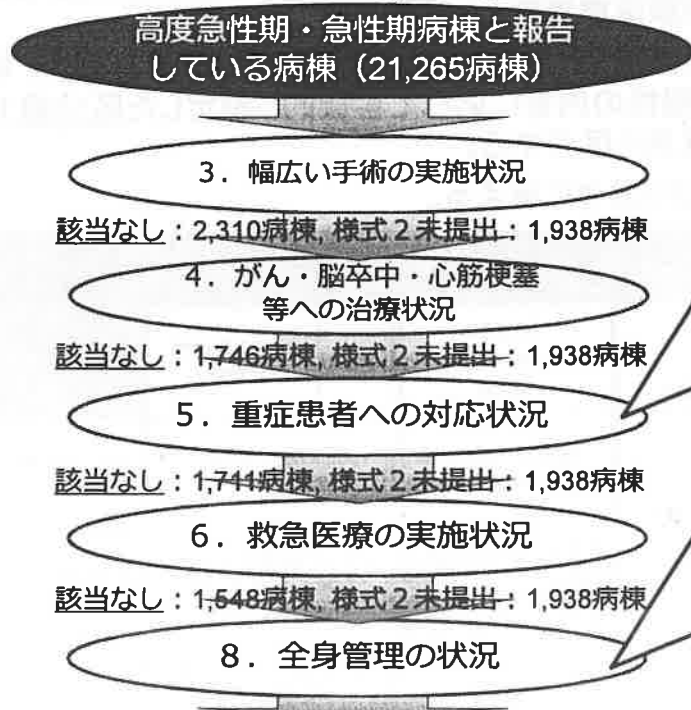 高度急性期・急性期病棟と報告
している病棟（21,265病棟）
3．幅広い手術の実施状況
該当なし：2,310病棟, 様式２未提出：1,938病棟
4．がん・脳卒中・心筋梗塞
等への治療状況
該当なし：1,746病棟, 様式２未提出：1,938病棟
5．重症患者への対応状況
該当なし：1,711病棟, 様式２未提出：1,938病棟
6．救急医療の実施状況
該当なし：1,548病棟, 様式２未提出：1,938病棟
8．全身管理の状況